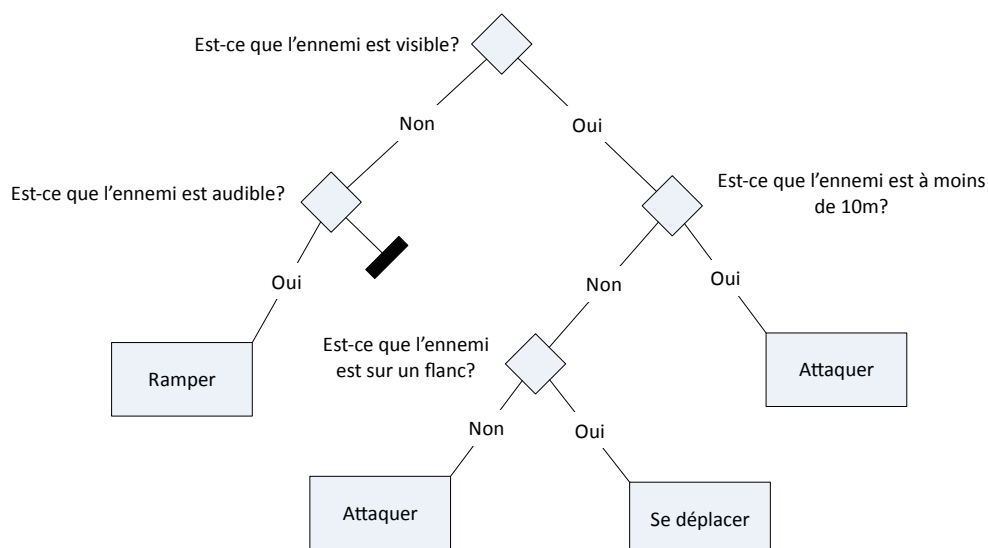 Est-ce que l'ennemi est visible?
Non
Oui
Est-ce que l'ennemi est audible?
Est-ce que l'ennemi est à moins
de 10m?
Oui
Non
Oui
Est-ce que l'ennemi
est sur un flanc?
Ramper
Attaquer
Non
Oui
Attaquer
Se déplacer